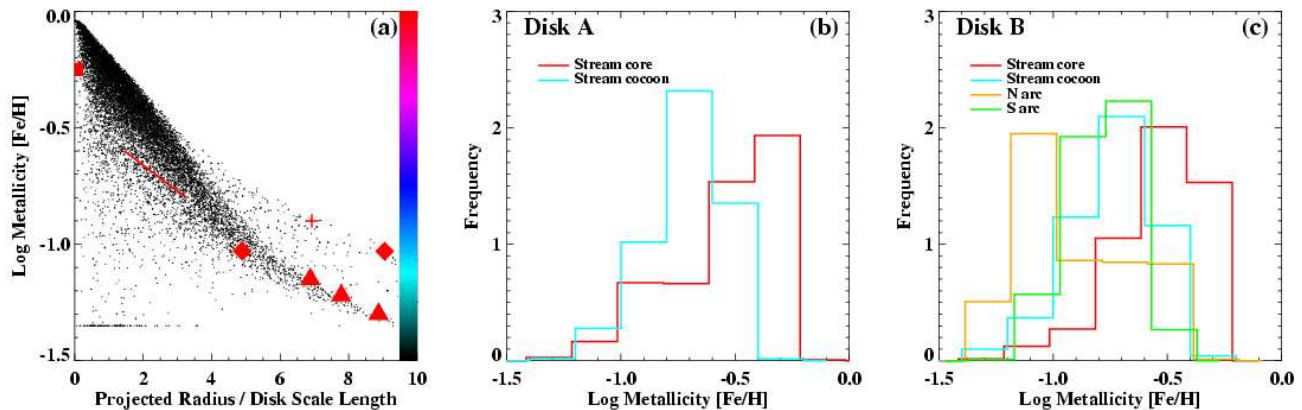 (a)
Log Metallicity [Fe/H]
0.0
-0.5
-1.0
-1.5
0 2 4 6 8 10
Projected Radius / Disk Scale Length
Disk A (b)
Stream core
Stream cocoon
Frequency
3
2
1
0
-1.5 -1.0 -0.5 0.0
Log Metallicity [Fe/H]
Disk B (c)
Stream core
Stream cocoon
N arc
S arc
Frequency
3
2
1
0
-1.5 -1.0 -0.5 0.0
Log Metallicity [Fe/H]